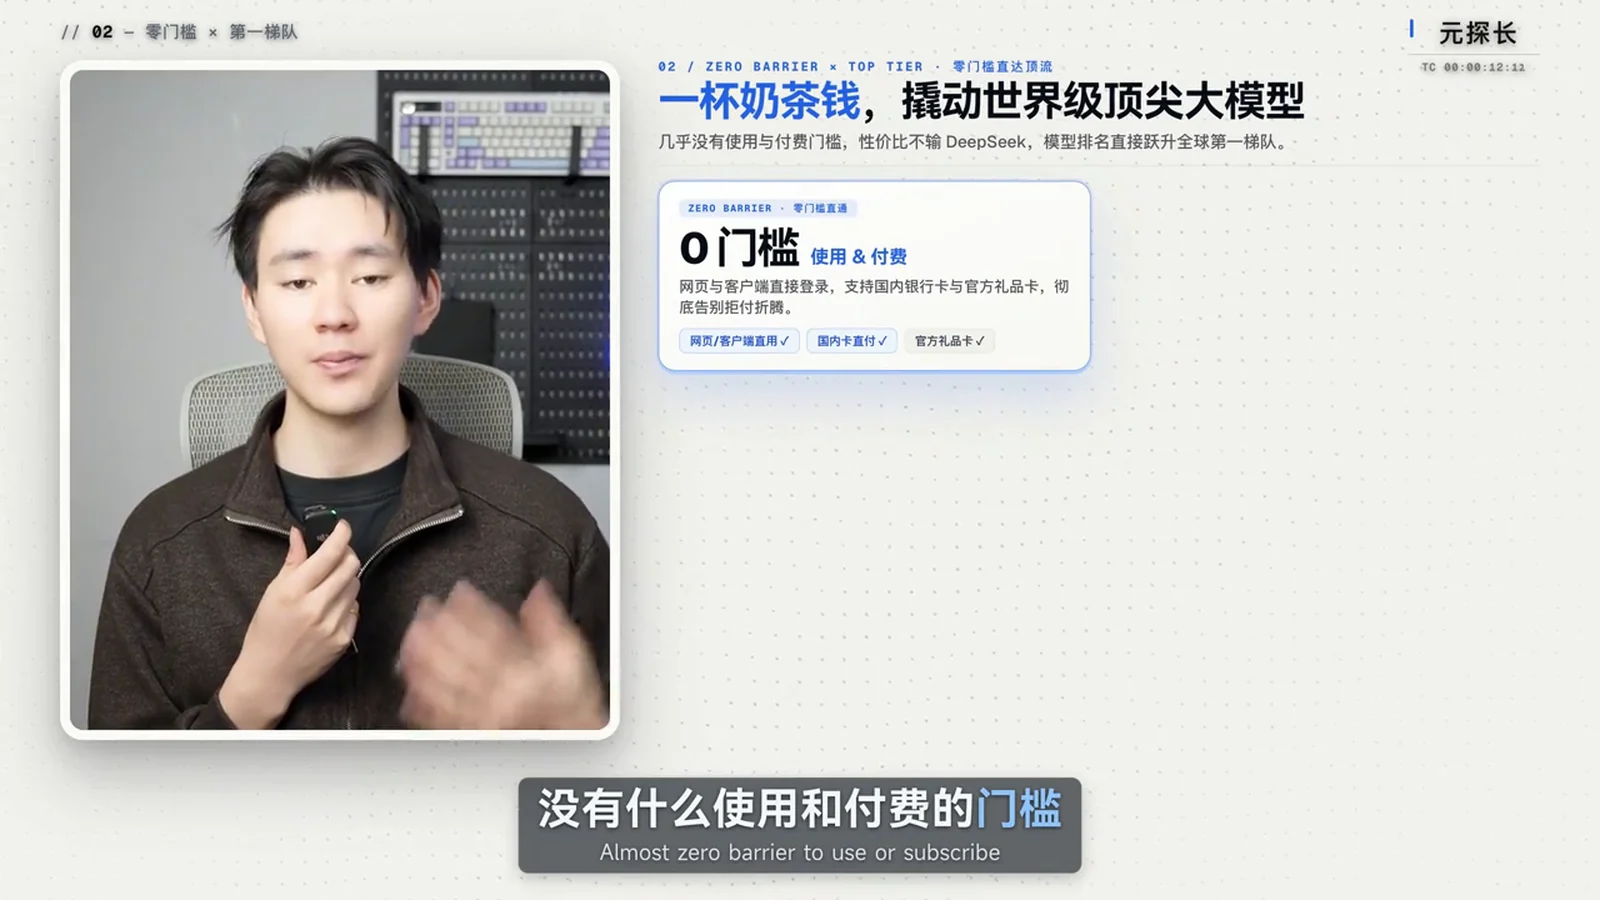 // 02 – 零门槛 × 第一梯队
元探长
TC 00:00:12:12
02 / ZERO BARRIER × TOP TIER · 零门槛直达顶流
一杯奶茶钱，撬动世界级顶尖大模型
几乎没有使用与付费门槛，性价比不输 DeepSeek，模型排名直接跃升全球第一梯队。
ZERO BARRIER · 零门槛直通
0 门槛 使用 & 付费
网页与客户端直接登录，支持国内银行卡与官方礼品卡，彻
底告别拒付折腾。
网页/客户端直用 ✓
国内卡直付 ✓
官方礼品卡 ✓
没有什么使用和付费的门槛
Almost zero barrier to use or subscribe